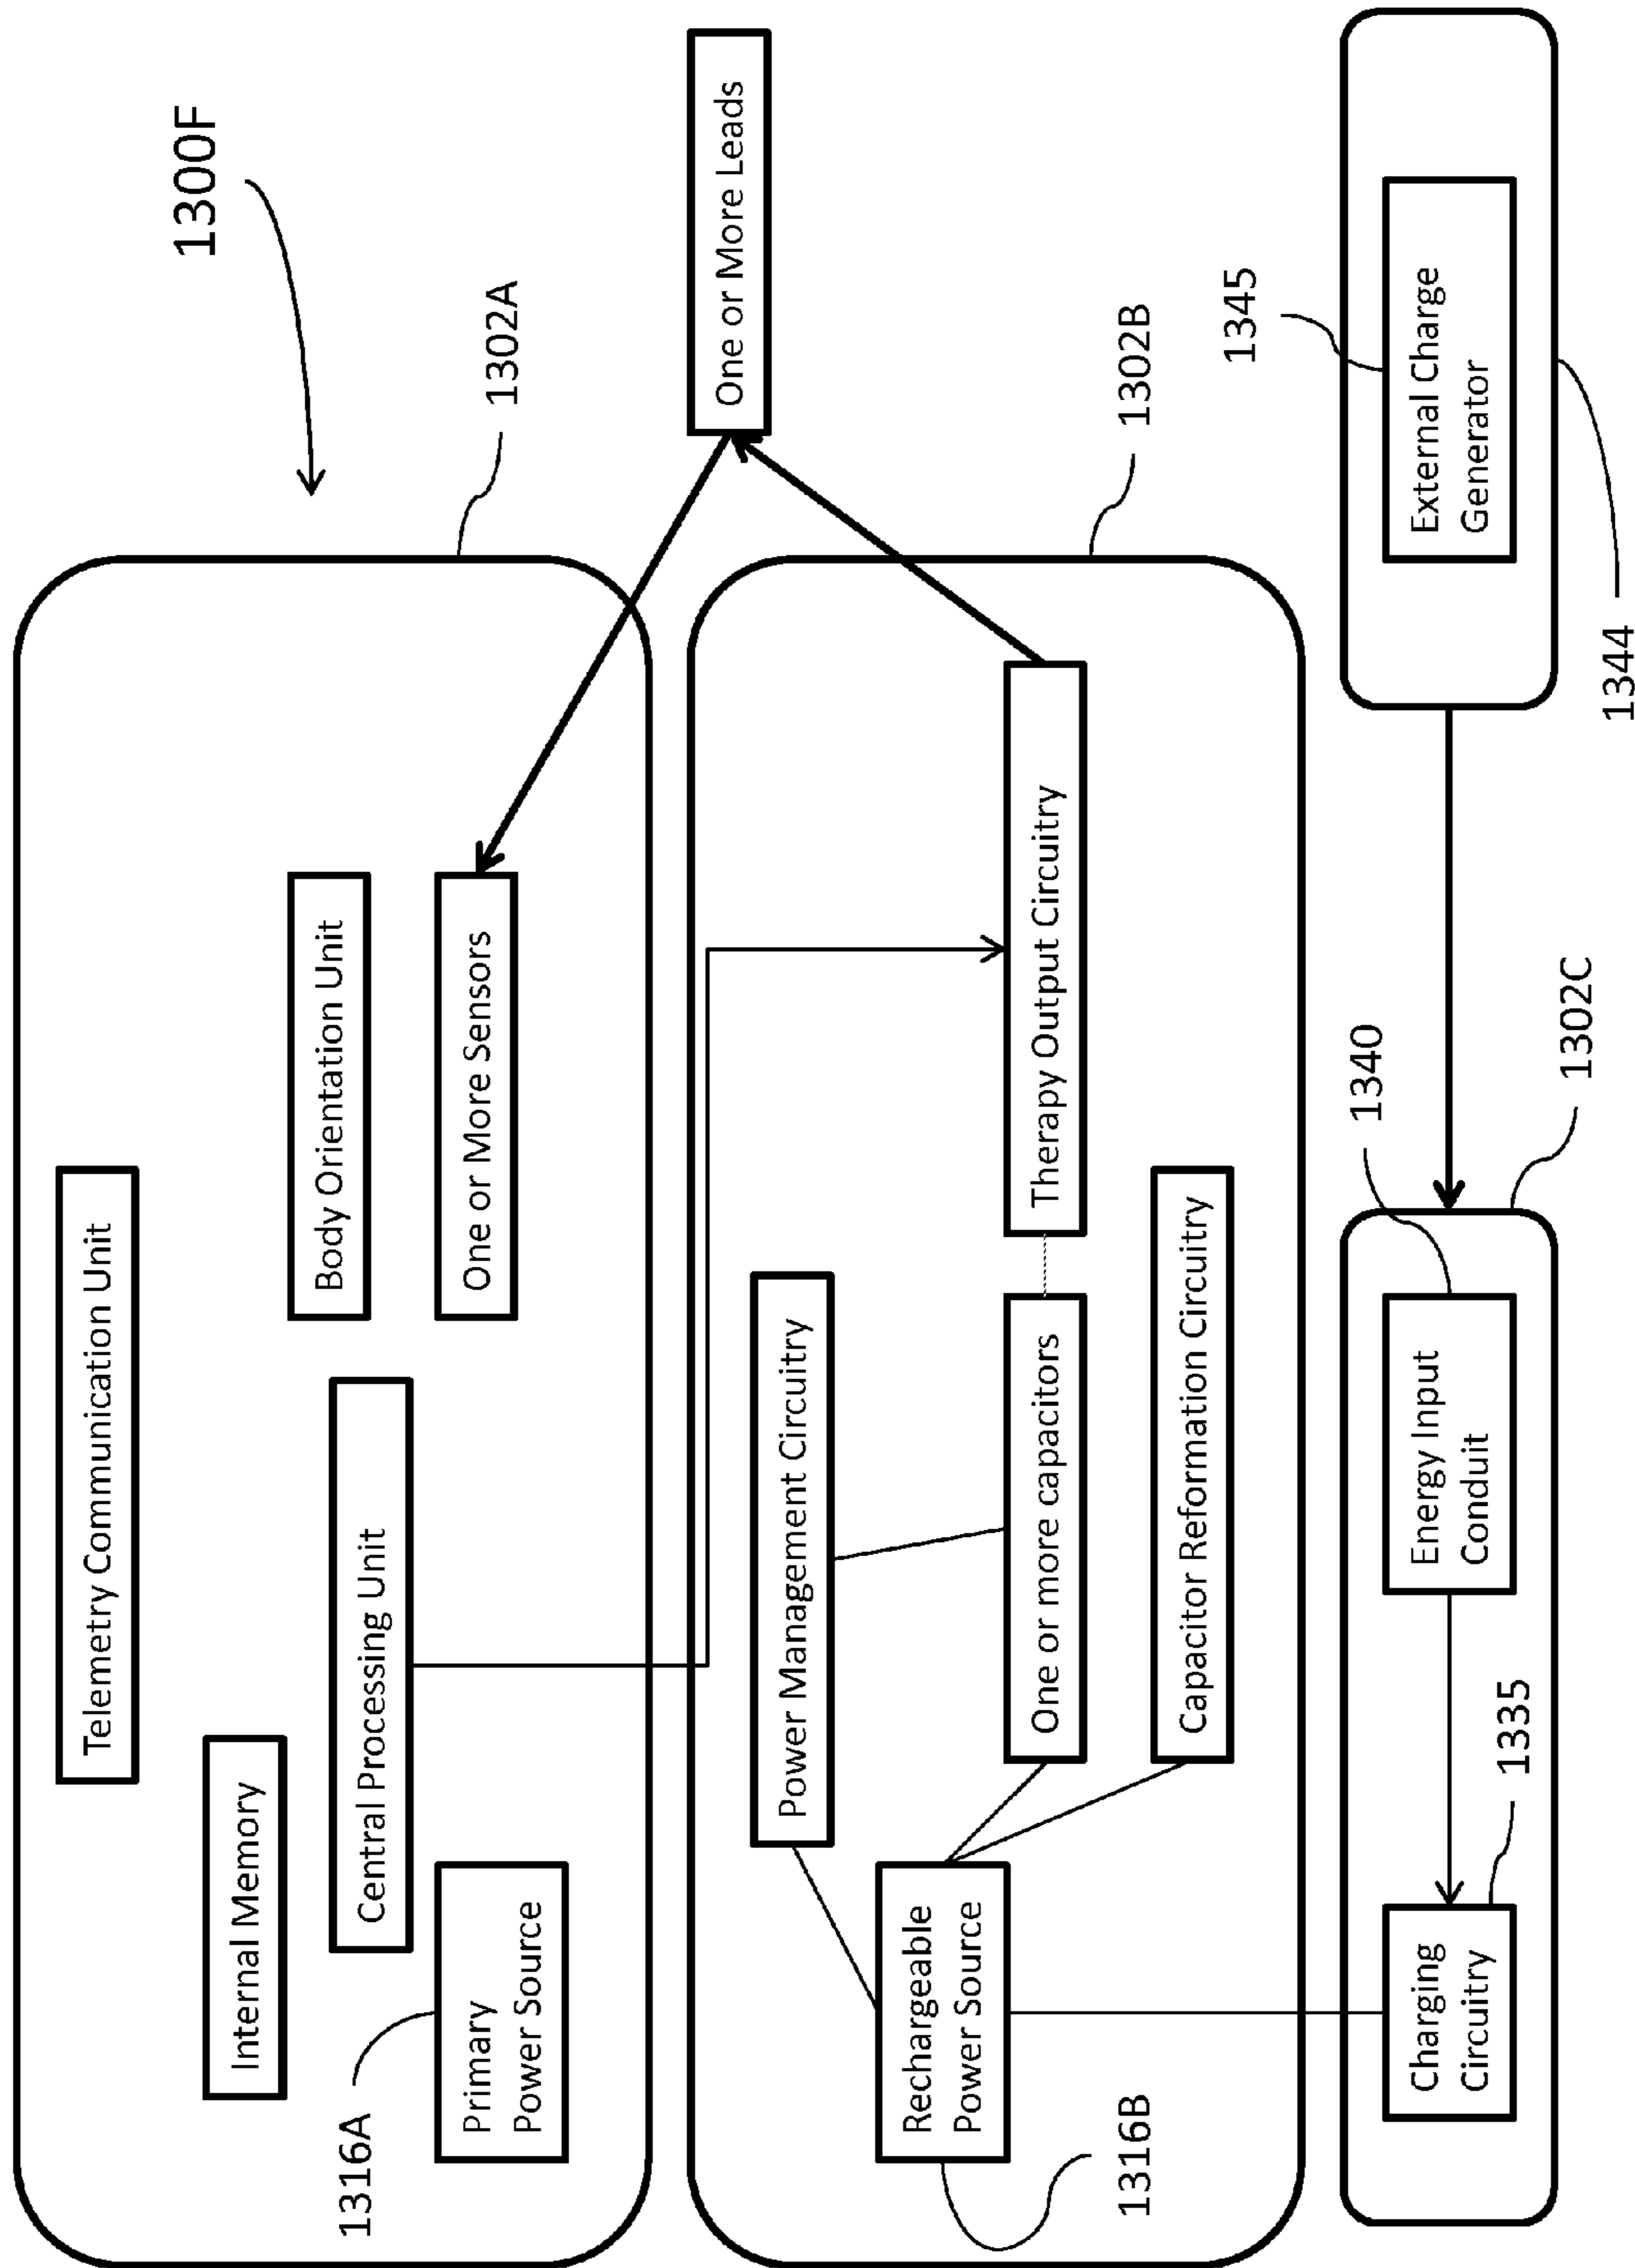 1300F
Telemetry Communication Unit
Internal Memory
Body Orientation Unit
Central Processing Unit
1302A
1316A
Primary
Power Source
One or More Sensors
One or More Leads
Power Management Circuitry
1302B
Rechargeable
Power Source
One or more capacitors
Therapy Output Circuitry
1316B
Capacitor Reformation Circuitry
1345
1340
1302C
Charging
Circuitry
Energy Input
Conduit
External Charge
Generator
1335
1344